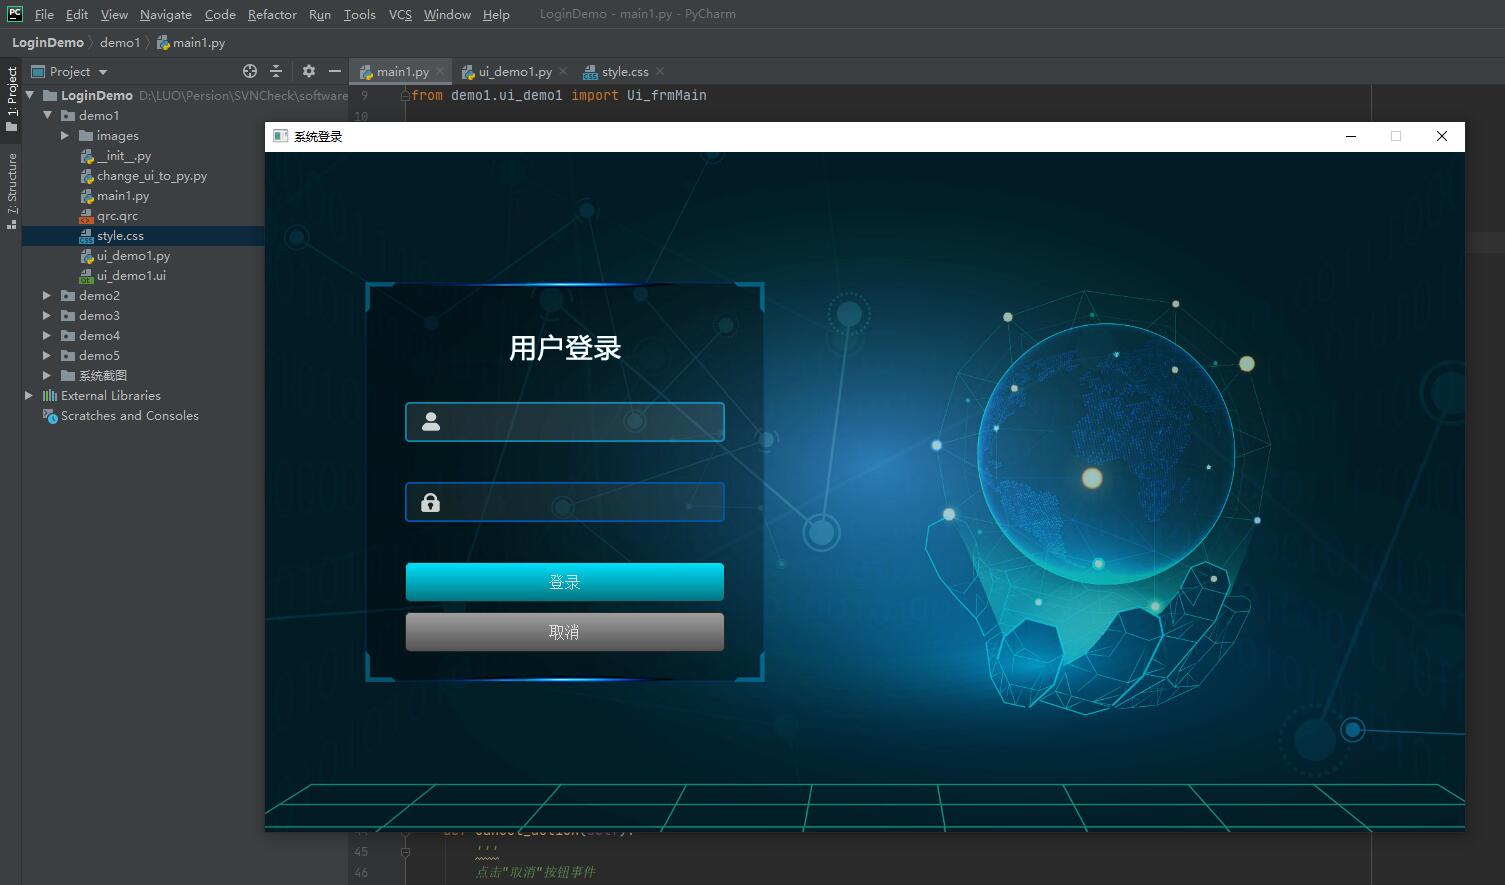 PC File Edit View Navigate Code Refactor Run Tools VCS Window Help LoginDemo - main1.py - PyCharm
LoginDemo demo1 main1.py
1: Project
7: Structure
Project
main1.py ui_demo1.py style.css
LoginDemo D:\LUO\Persion\SVNCheck\software
demo1
images
__init__.py
change_ui_to_py.py
main1.py
qrc.qrc
style.css
ui_demo1.py
ui_demo1.ui
demo2
demo3
demo4
demo5
系统截图
External Libraries
Scratches and Consoles
9 from demo1.ui_demo1 import Ui_frmMain
10
系统登录
用户登录
登录
取消
45 '''
46 点击"取消"按钮事件